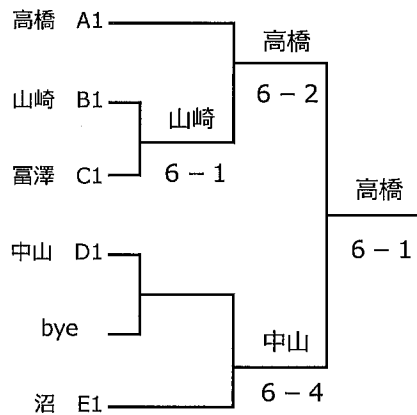 高橋 A1
高橋
山崎 B1
6-2
山崎
冨澤 C1
6-1
高橋
中山 D1
6-1
bye
中山
沼 E1
6-4